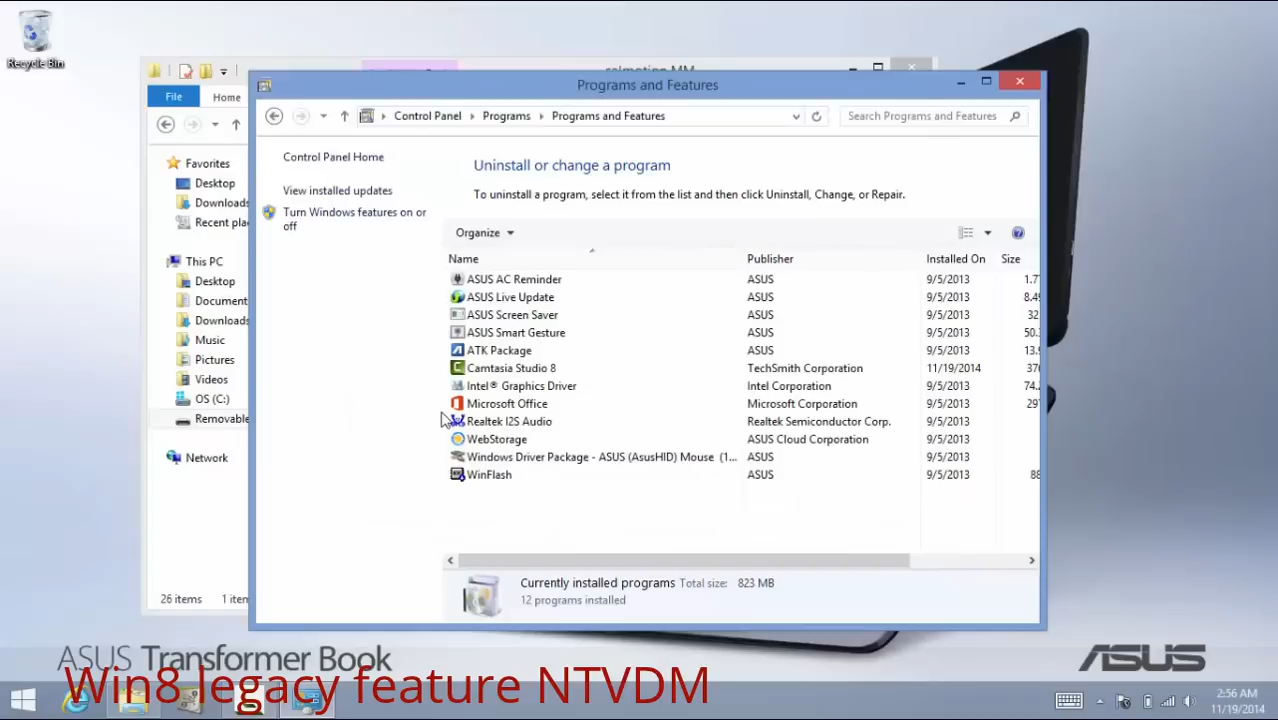 Recycle Bin
Programs and Features
File
Home
Control Panel
Programs
Programs and Features
Search Programs and Features
Favorites
Desktop
Downloads
Recent
This PC
Desktop
Downloads
Music
Pictures
Videos
OS (C:)
Network
26 items
Control Panel Home
View installed updates
Turn Windows features on or
off
Uninstall or change a program
To uninstall a program, select it from the list and then click Uninstall, Change, or Repair.
Organize
Name Publisher Installed On Size
ASUS AC Reminder ASUS 9/5/2013
ASUS Live Update ASUS 9/5/2013
ASUS Screen Saver ASUS 9/5/2013
ASUS Smart Gesture ASUS 9/5/2013
ATK Package ASUS 9/5/2013
Camtasia Studio 8 TechSmith Corporation 11/19/2014
Intel® Graphics Driver Intel Corporation 9/5/2013
Microsoft Office Microsoft Corporation 9/5/2013
Realtek I2S Audio Realtek Semiconductor Corp. 9/5/2013
WebStorage ASUS Cloud Corporation 9/5/2013
Windows Driver Package - ASUS (AsusHID) Mouse (1... ASUS 9/5/2013
WinFlash ASUS 9/5/2013
Currently installed programs Total size: 823 MB
12 programs installed
ASUS Transformer Book
ASUS
Win8 legacy feature NTVDM
2:56 AM
11/19/2014